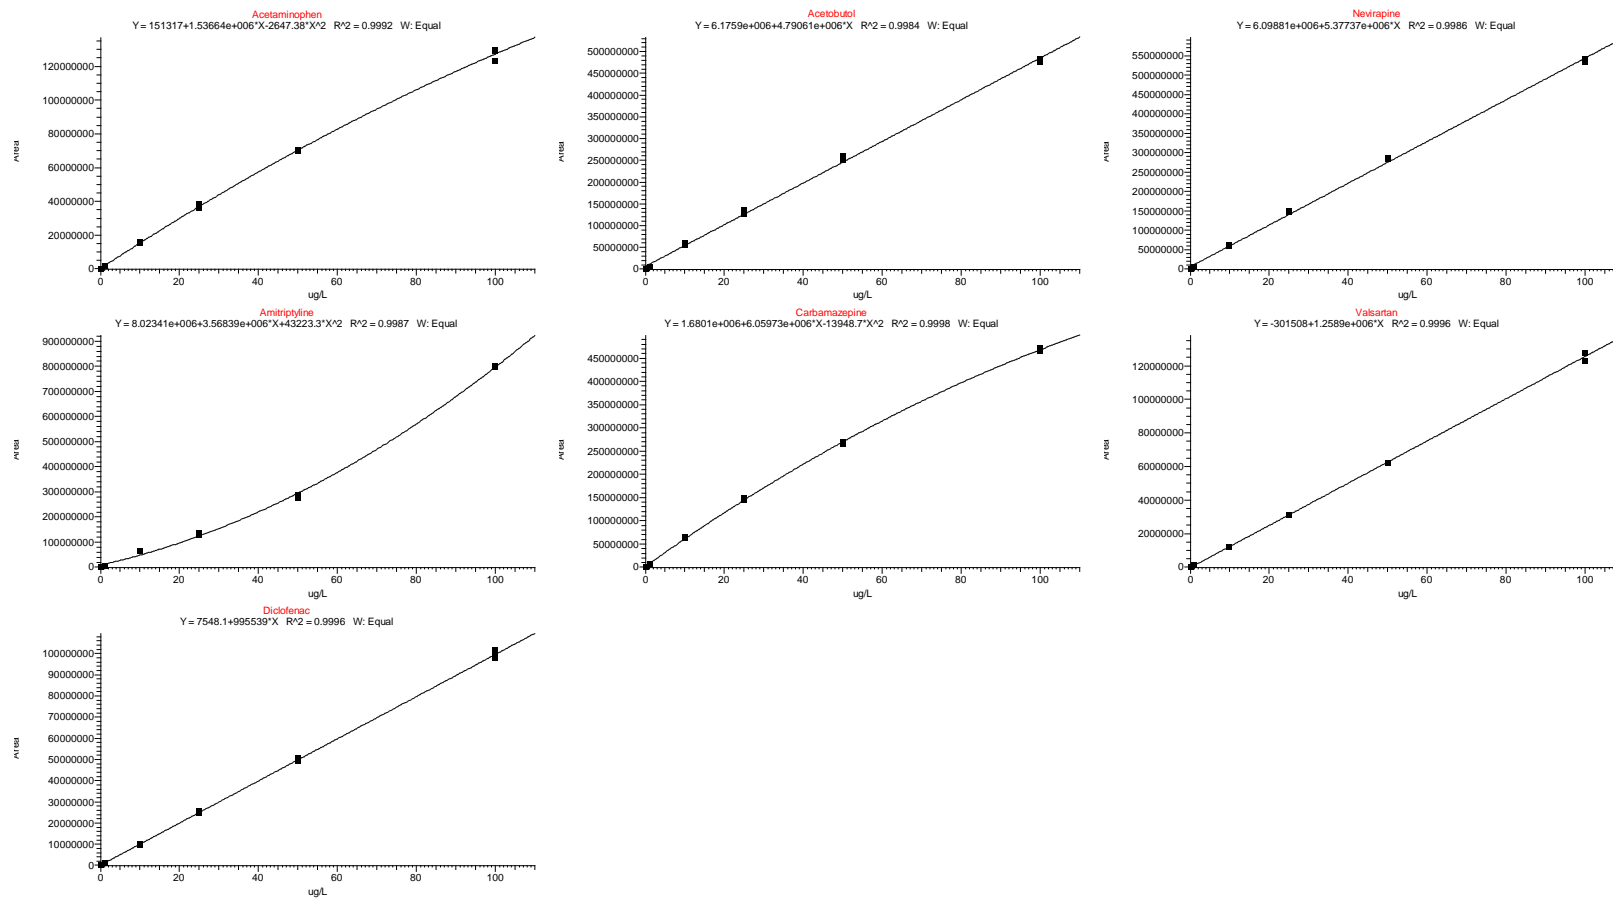 Acetaminophen
Y = 151317+1.53664e+006*X-2647.38*X^2 R^2 = 0.9992 W: Equal
120000000
100000000
80000000
60000000
40000000
20000000
0
Area
0 20 40 60 80 100
ug/L
Acetobutol
Y = 6.1759e+006+4.79061e+006*X R^2 = 0.9984 W: Equal
500000000
450000000
400000000
350000000
300000000
250000000
200000000
150000000
100000000
50000000
0
Area
0 20 40 60 80 100
ug/L
Nevirapine
Y = 6.09881e+006+5.37737e+006*X R^2 = 0.9986 W: Equal
550000000
500000000
450000000
400000000
350000000
300000000
250000000
200000000
150000000
100000000
50000000
0
Area
0 20 40 60 80 100
ug/L
Amitriptyline
Y = 8.02341e+006+3.56839e+006*X+43223.3*X^2 R^2 = 0.9987 W: Equal
900000000
800000000
700000000
600000000
500000000
400000000
300000000
200000000
100000000
0
Area
0 20 40 60 80 100
ug/L
Carbamazepine
Y = 1.6801e+006+6.05973e+006*X-13948.7*X^2 R^2 = 0.9998 W: Equal
450000000
400000000
350000000
300000000
250000000
200000000
150000000
100000000
50000000
0
Area
0 20 40 60 80 100
ug/L
Valsartan
Y = -301508+1.2589e+006*X R^2 = 0.9996 W: Equal
120000000
100000000
80000000
60000000
40000000
20000000
0
Area
0 20 40 60 80 100
ug/L
Diclofenac
Y = 7548.1+995539*X R^2 = 0.9996 W: Equal
100000000
90000000
80000000
70000000
60000000
50000000
40000000
30000000
20000000
10000000
0
Area
0 20 40 60 80 100
ug/L